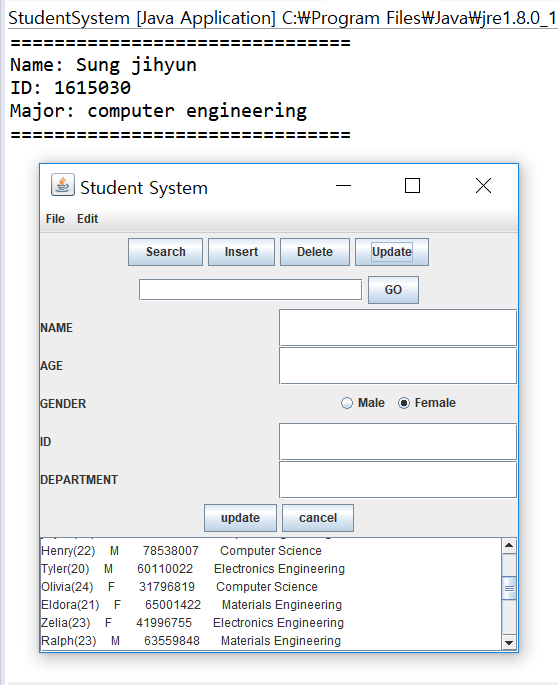 StudentSystem [Java Application] C:₩Program Files₩Java₩jre1.8.0_1
===============================
Name: Sung jihyun
ID: 1615030
Major: computer engineering
===============================
Student System
File Edit
Search Insert Delete Update
GO
NAME
AGE
GENDER Male Female
ID
DEPARTMENT
update cancel
Henry(22) M 78538007 Computer Science
Tyler(20) M 60110022 Electronics Engineering
Olivia(24) F 31796819 Computer Science
Eldora(21) F 65001422 Materials Engineering
Zelia(23) F 41996755 Electronics Engineering
Ralph(23) M 63559848 Materials Engineering